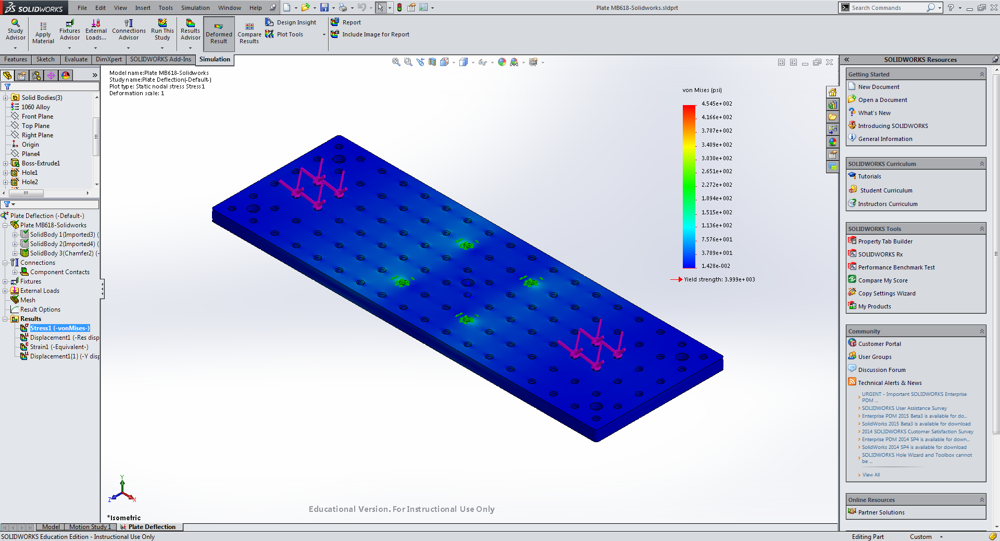 SOLIDWORKS
File Edit View Insert Tools Simulation Window Help
Plate MB618-Solidworks.sldprt
Search Commands
Study Advisor
Apply Material
Fixtures Advisor
External Loads...
Connections Advisor
Run This Study
Results Advisor
Deformed Result
Compare Results
Design Insight
Plot Tools
Report
Include Image for Report
Features Sketch Evaluate DimXpert SOLIDWORKS Add-Ins Simulation
Solid Bodies(3)
1060 Alloy
Front Plane
Top Plane
Right Plane
Origin
Plane4
Boss-Extrude1
Hole1
Hole2
Plate Deflection (-Default-)
Plate MB618-Solidworks
SolidBody 1(Imported3) (
SolidBody 2(Imported4) (
SolidBody 3(Chamfer2) (-
Connections
Component Contacts
Fixtures
External Loads
Mesh
Result Options
Results
Stress1 (-vonMises-)
Displacement1 (-Res disp
Strain1 (-Equivalent-)
Displacement1{1} (-Y disp
Model name:Plate MB618-Solidworks
Study name:Plate Deflection(-Default-)
Plot type: Static nodal stress Stress1
Deformation scale: 1
von Mises (psi)
4.545e+002
4.166e+002
3.787e+002
3.409e+002
3.030e+002
2.651e+002
2.272e+002
1.894e+002
1.515e+002
1.136e+002
7.576e+001
3.789e+001
1.428e-002
Yield strength: 3.999e+003
Y
Z
X
*Isometric
Educational Version. For Instructional Use Only
SOLIDWORKS Resources
Getting Started
New Document
Open a Document
What's New
Introducing SOLIDWORKS
General Information
SOLIDWORKS Curriculum
Tutorials
Student Curriculum
Instructors Curriculum
SOLIDWORKS Tools
Property Tab Builder
SOLIDWORKS Rx
Performance Benchmark Test
Compare My Score
Copy Settings Wizard
My Products
Community
Customer Portal
User Groups
Discussion Forum
Technical Alerts & News
URGENT - Important SOLIDWORKS Enterprise
PDM ...
SOLIDWORKS User Assistance Survey
Enterprise PDM 2015 Beta3 is available for do...
SolidWorks 2015 Beta3 is available for download
2014 SOLIDWORKS Customer Satisfaction Survey
Enterprise PDM 2014 SP4 is available for down...
SolidWorks 2014 SP4 is available for download
SOLIDWORKS Hole Wizard and Toolbox cannot
be ...
View All
Online Resources
Partner Solutions
Model Motion Study 1 Plate Deflection
SOLIDWORKS Education Edition - Instructional Use Only
Editing Part Custom